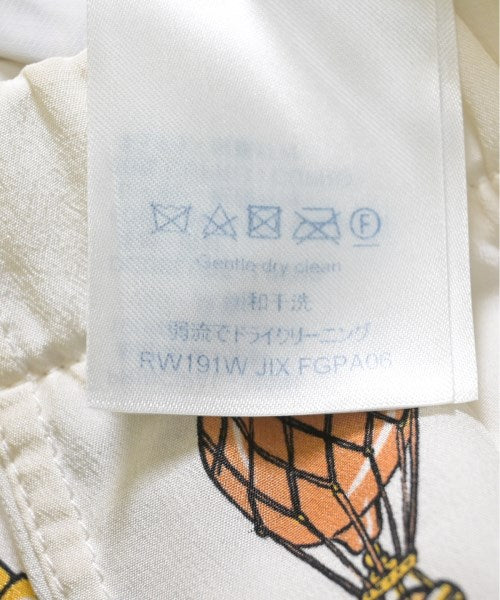 F
Gentle dry clean
和干洗
弱流でドライクリーニング
RW191W JIX FGPA06